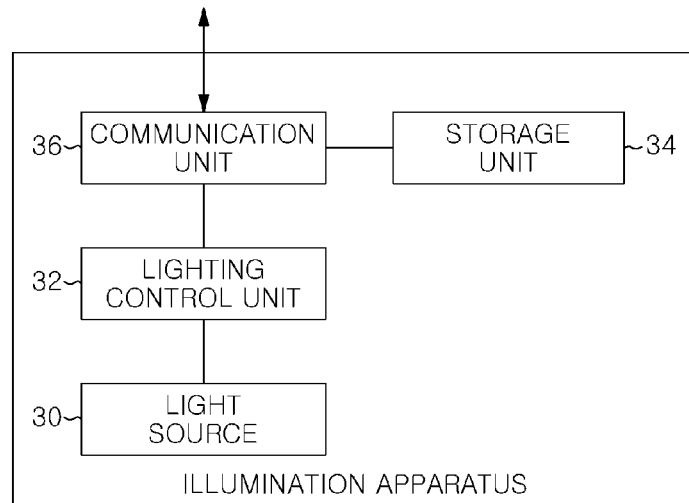 COMMUNICATION
UNIT
36
STORAGE
UNIT
34
LIGHTING
CONTROL UNIT
32
LIGHT
SOURCE
30
ILLUMINATION APPARATUS